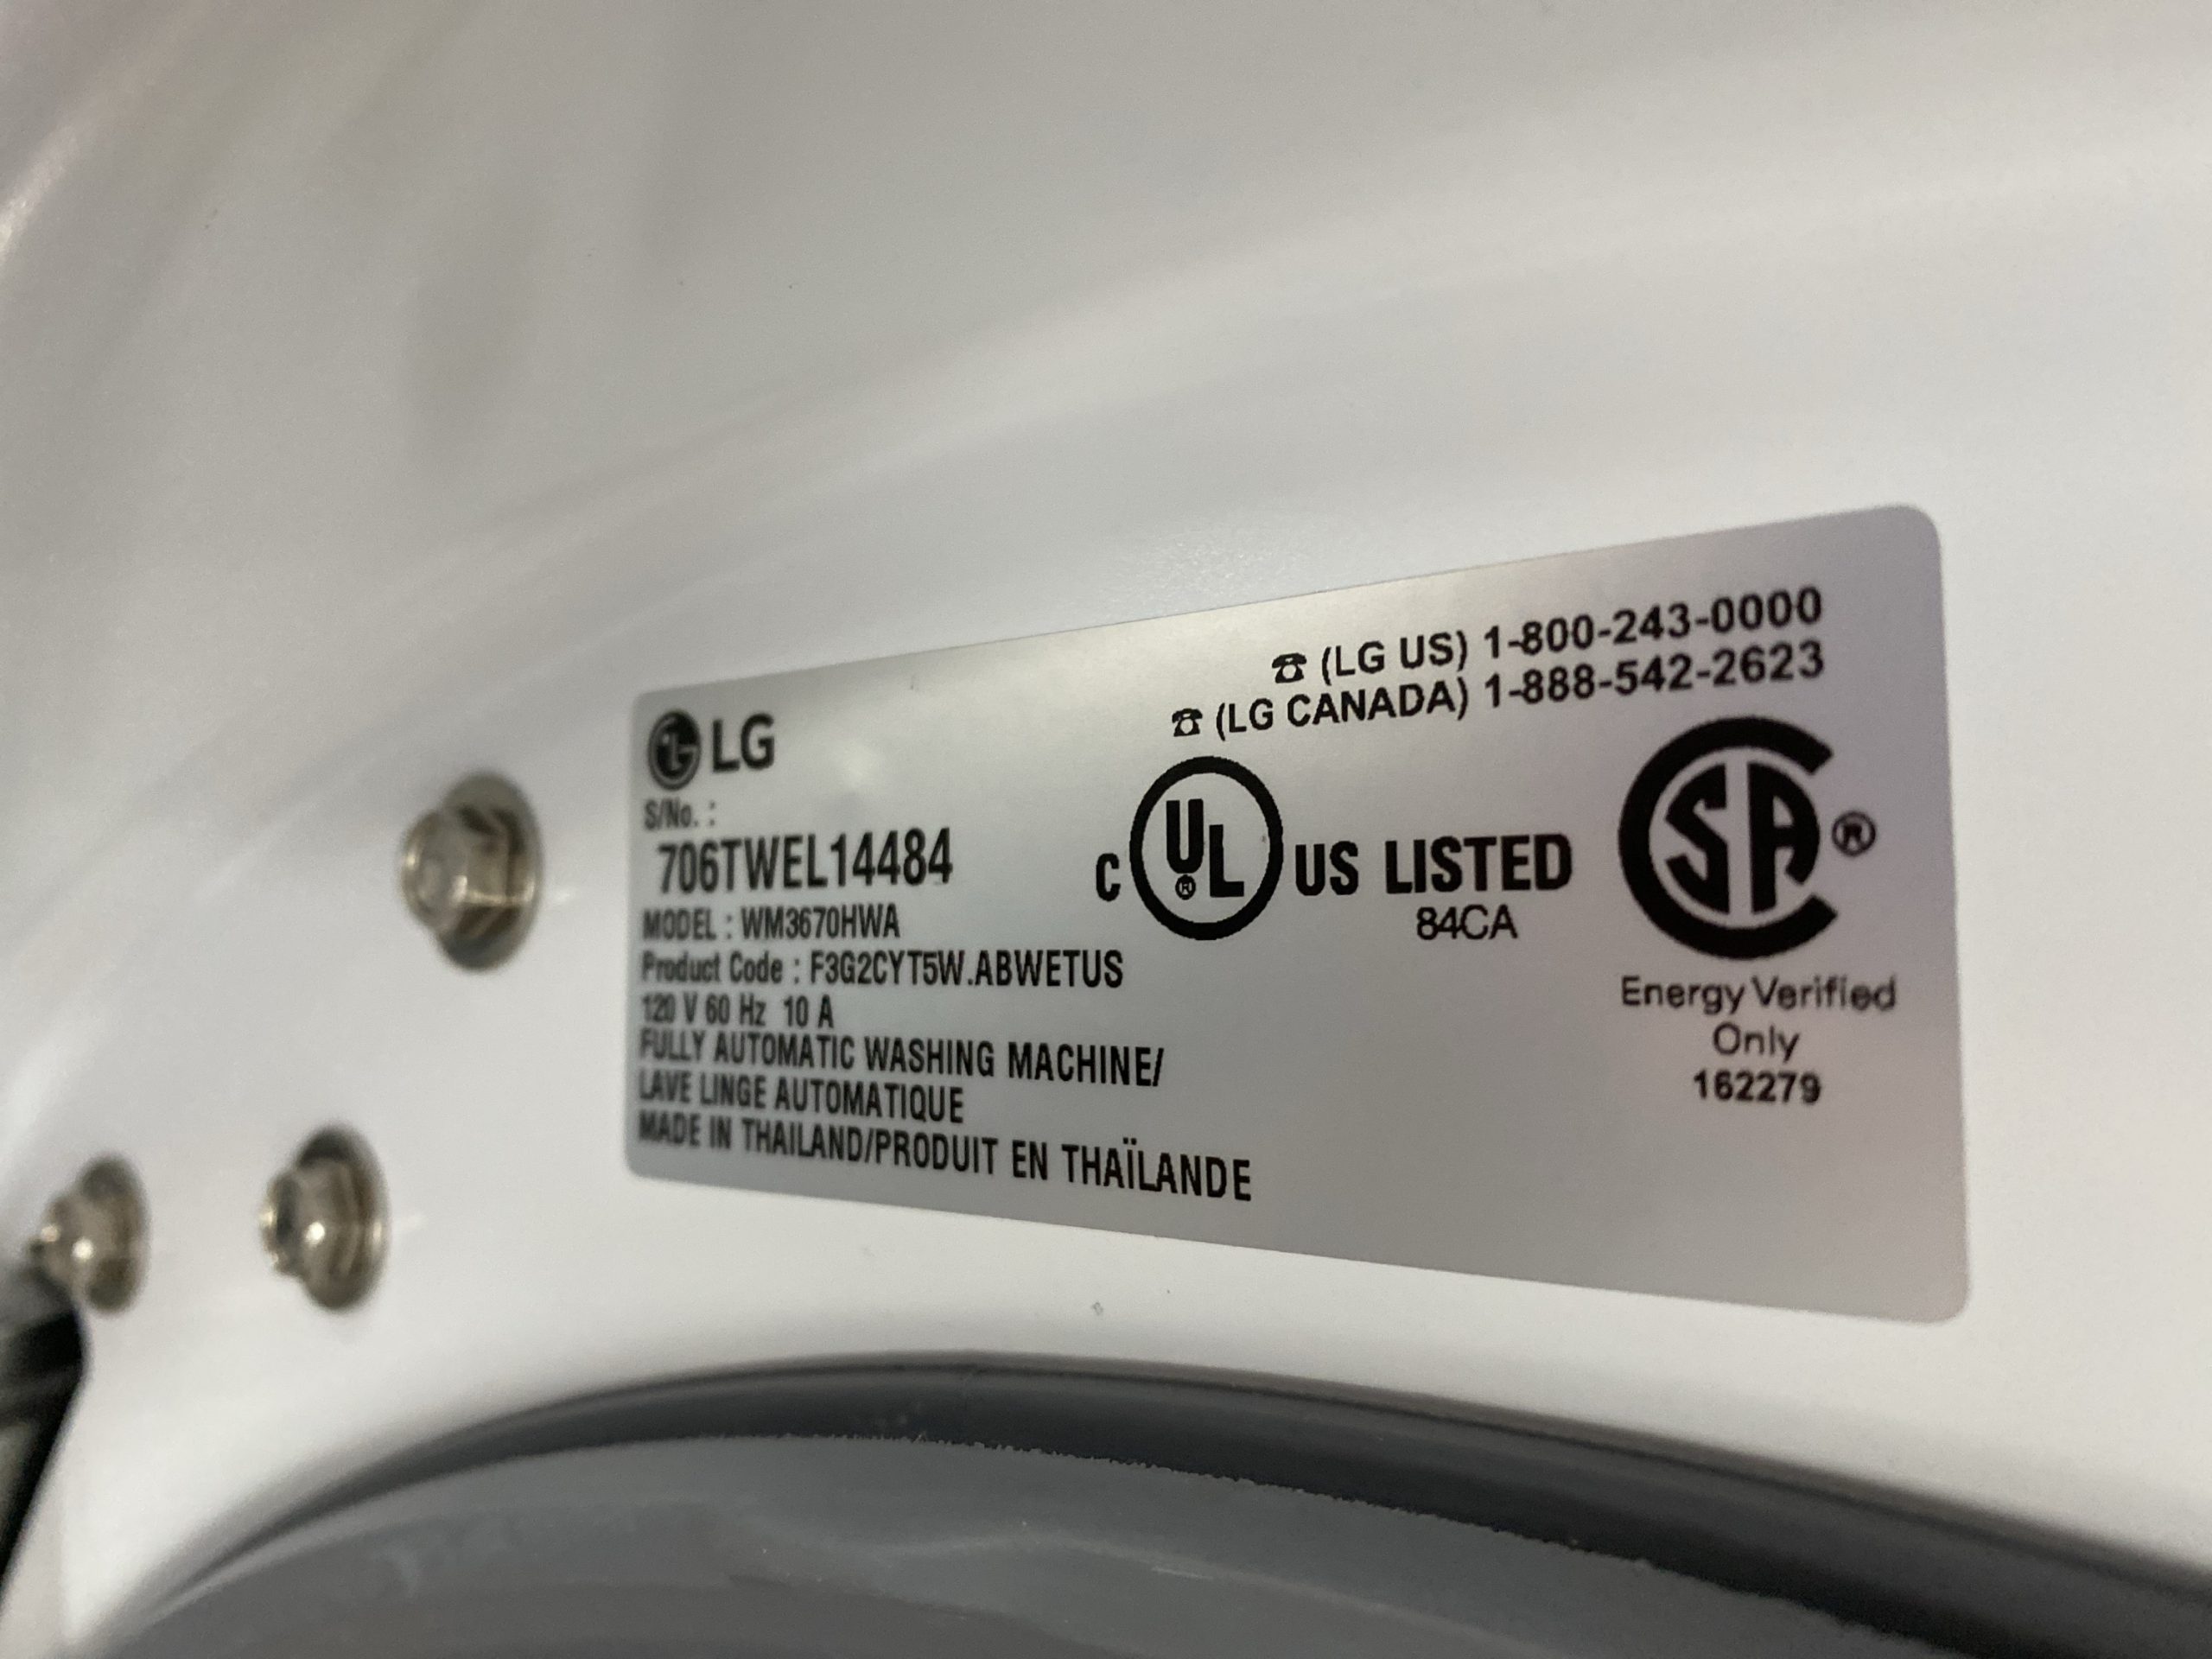 ☎ (LG US) 1-800-243-0000
☎ (LG CANADA) 1-888-542-2623
LG LG
S/No. :
706TWEL14484
MODEL : WM3670HWA
Product Code : F3G2CYT5W.ABWETUS
120 V 60 Hz 10 A
FULLY AUTOMATIC WASHING MACHINE/
LAVE LINGE AUTOMATIQUE
MADE IN THAILAND/PRODUIT EN THAÏLANDE
C UL ® US LISTED
84CA
SA ®
Energy Verified
Only
162279